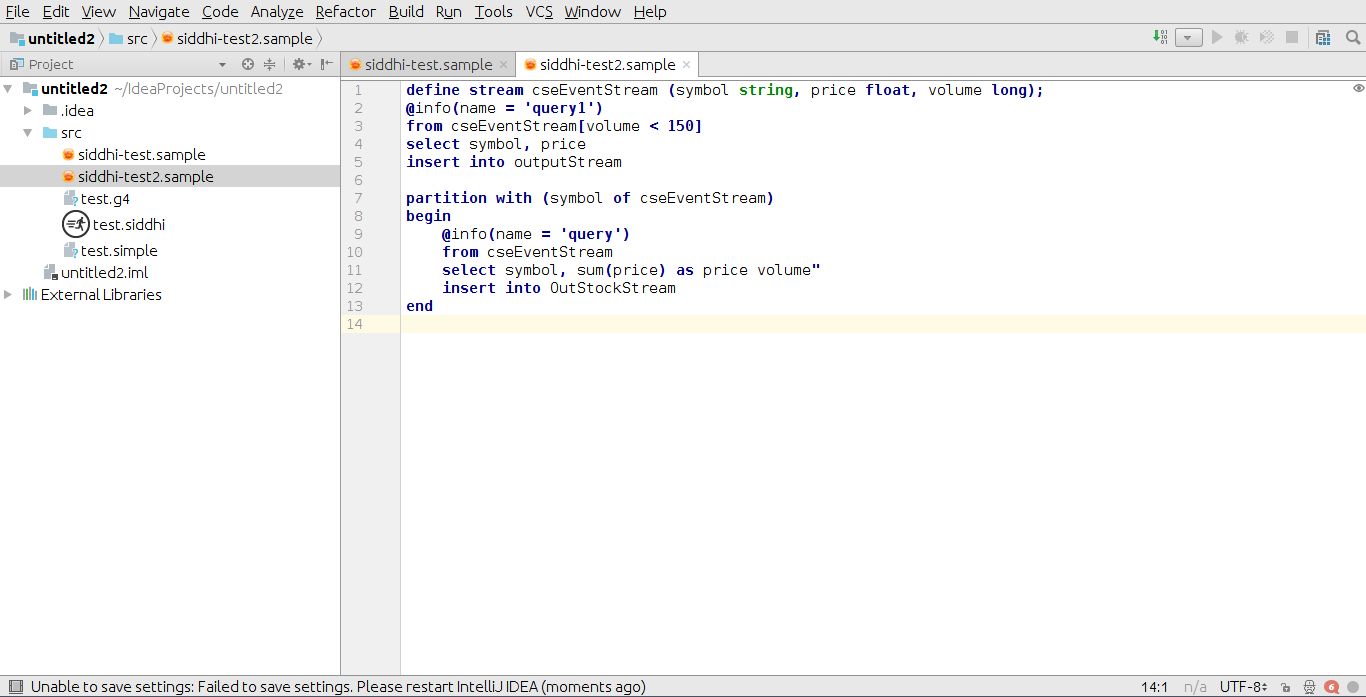 File Edit View Navigate Code Analyze Refactor Build Run Tools VCS Window Help
untitled2 src siddhi-test2.sample
Project
siddhi-test.sample siddhi-test2.sample
untitled2 ~/IdeaProjects/untitled2
.idea
src
siddhi-test.sample
siddhi-test2.sample
test.g4
test.siddhi
test.simple
untitled2.iml
External Libraries
1 define stream cseEventStream (symbol string, price float, volume long);
2 @info(name = 'query1')
3 from cseEventStream[volume < 150]
4 select symbol, price
5 insert into outputStream
6
7 partition with (symbol of cseEventStream)
8 begin
9     @info(name = 'query')
10     from cseEventStream
11     select symbol, sum(price) as price volume"
12     insert into OutStockStream
13 end
14
Unable to save settings: Failed to save settings. Please restart IntelliJ IDEA (moments ago) 14:1 n/a UTF-8 6